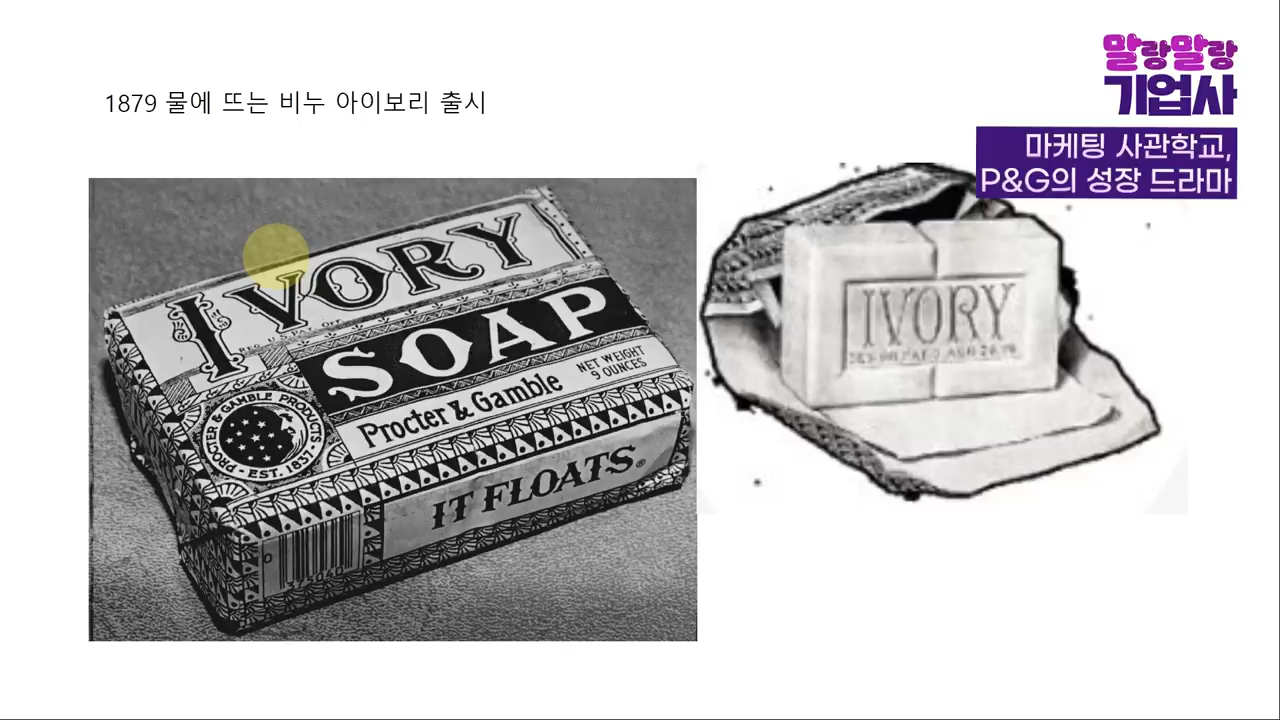 1879 물에 뜨는 비누 아이보리 출시
말랑말랑
기업사
마케팅 사관학교,
P&G의 성장 드라마
IVORY
SOAP
NET WEIGHT
9 OUNCES
Procter & Gamble
PROCTER & GAMBLE PRODUCTS
EST. 1837
IT FLOATS®
IVORY